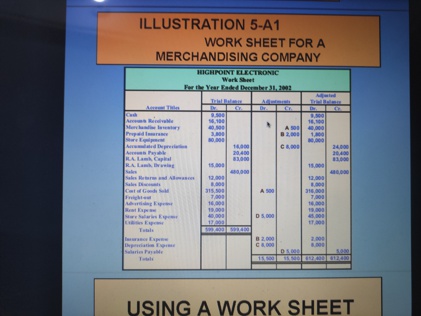 ILLUSTRATION 5-A1
WORK SHEET FOR A
MERCHANDISING COMPANY
HIGHPOINT ELECTRONIC
Work Sheet
For the Year Ended December 31, 2002
Adjusted
Trial Balance Adjustments Trial Balance
Account Titles Dr. Cr. Dr. Cr. Dr. Cr.
Cash 9,500 9,500
Accounts Receivable 16,100 16,100
Merchandise Inventory 40,500 A 500 40,000
Prepaid Insurance 3,800 B 2,000 1,800
Store Equipment 80,000 80,000
Accumulated Depreciation 16,000 C 8,000 24,000
Accounts Payable 20,400 20,400
R.A. Lamb, Capital 83,000 83,000
R.A. Lamb, Drawing 15,000 15,000
Sales 480,000 480,000
Sales Returns and Allowances 12,000 12,000
Sales Discounts 8,000 8,000
Cost of Goods Sold 315,500 A 500 316,000
Freight-out 7,000 7,000
Advertising Expense 16,000 16,000
Rent Expense 19,000 19,000
Store Salaries Expense 40,000 D 5,000 45,000
Utilities Expense 17,000 17,000
Totals 599,400 599,400
Insurance Expense B 2,000 2,000
Depreciation Expense C 8,000 8,000
Salaries Payable D 5,000 5,000
Totals 15,500 15,500 612,400 612,400
USING A WORK SHEET